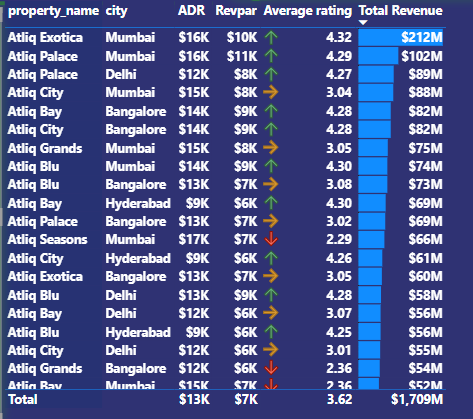 property_name city ADR Revpar Average rating Total Revenue
Atliq Exotica Mumbai $16K $10K 4.32 $212M
Atliq Palace Mumbai $16K $11K 4.29 $102M
Atliq Palace Delhi $12K $8K 4.27 $89M
Atliq City Mumbai $15K $8K 3.04 $88M
Atliq Bay Bangalore $14K $9K 4.28 $82M
Atliq City Bangalore $14K $9K 4.28 $82M
Atliq Grands Mumbai $15K $8K 3.05 $75M
Atliq Blu Mumbai $14K $9K 4.30 $74M
Atliq Blu Bangalore $13K $7K 3.08 $73M
Atliq Bay Hyderabad $9K $6K 4.30 $69M
Atliq Palace Bangalore $13K $7K 3.02 $69M
Atliq Seasons Mumbai $17K $7K 2.29 $66M
Atliq City Hyderabad $9K $6K 4.26 $61M
Atliq Exotica Bangalore $13K $7K 3.05 $60M
Atliq Blu Delhi $13K $9K 4.28 $58M
Atliq Bay Delhi $12K $6K 3.07 $56M
Atliq Blu Hyderabad $9K $6K 4.25 $56M
Atliq City Delhi $12K $6K 3.01 $55M
Atliq Grands Bangalore $12K $6K 2.36 $54M
Atliq Bay Mumbai $15K $7K 2.36 $52M
Total $13K $7K 3.62 $1,709M